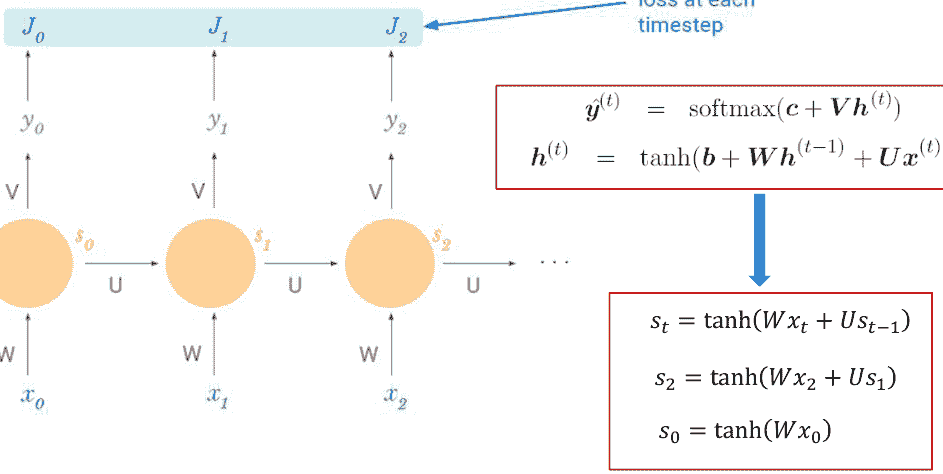 loss at each
timestep
J₀ J₁ J₂
y₀ y₁ y₂
V V V
s₀ s₁ s₂
U U U ...
W W W
x₀ x₁ x₂
ŷ⁽ᵗ⁾ = softmax(c + Vh⁽ᵗ⁾)
h⁽ᵗ⁾ = tanh(b + Wh⁽ᵗ⁻¹⁾ + Ux⁽ᵗ⁾
sₜ = tanh(Wxₜ + Usₜ₋₁)
s₂ = tanh(Wx₂ + Us₁)
s₀ = tanh(Wx₀)